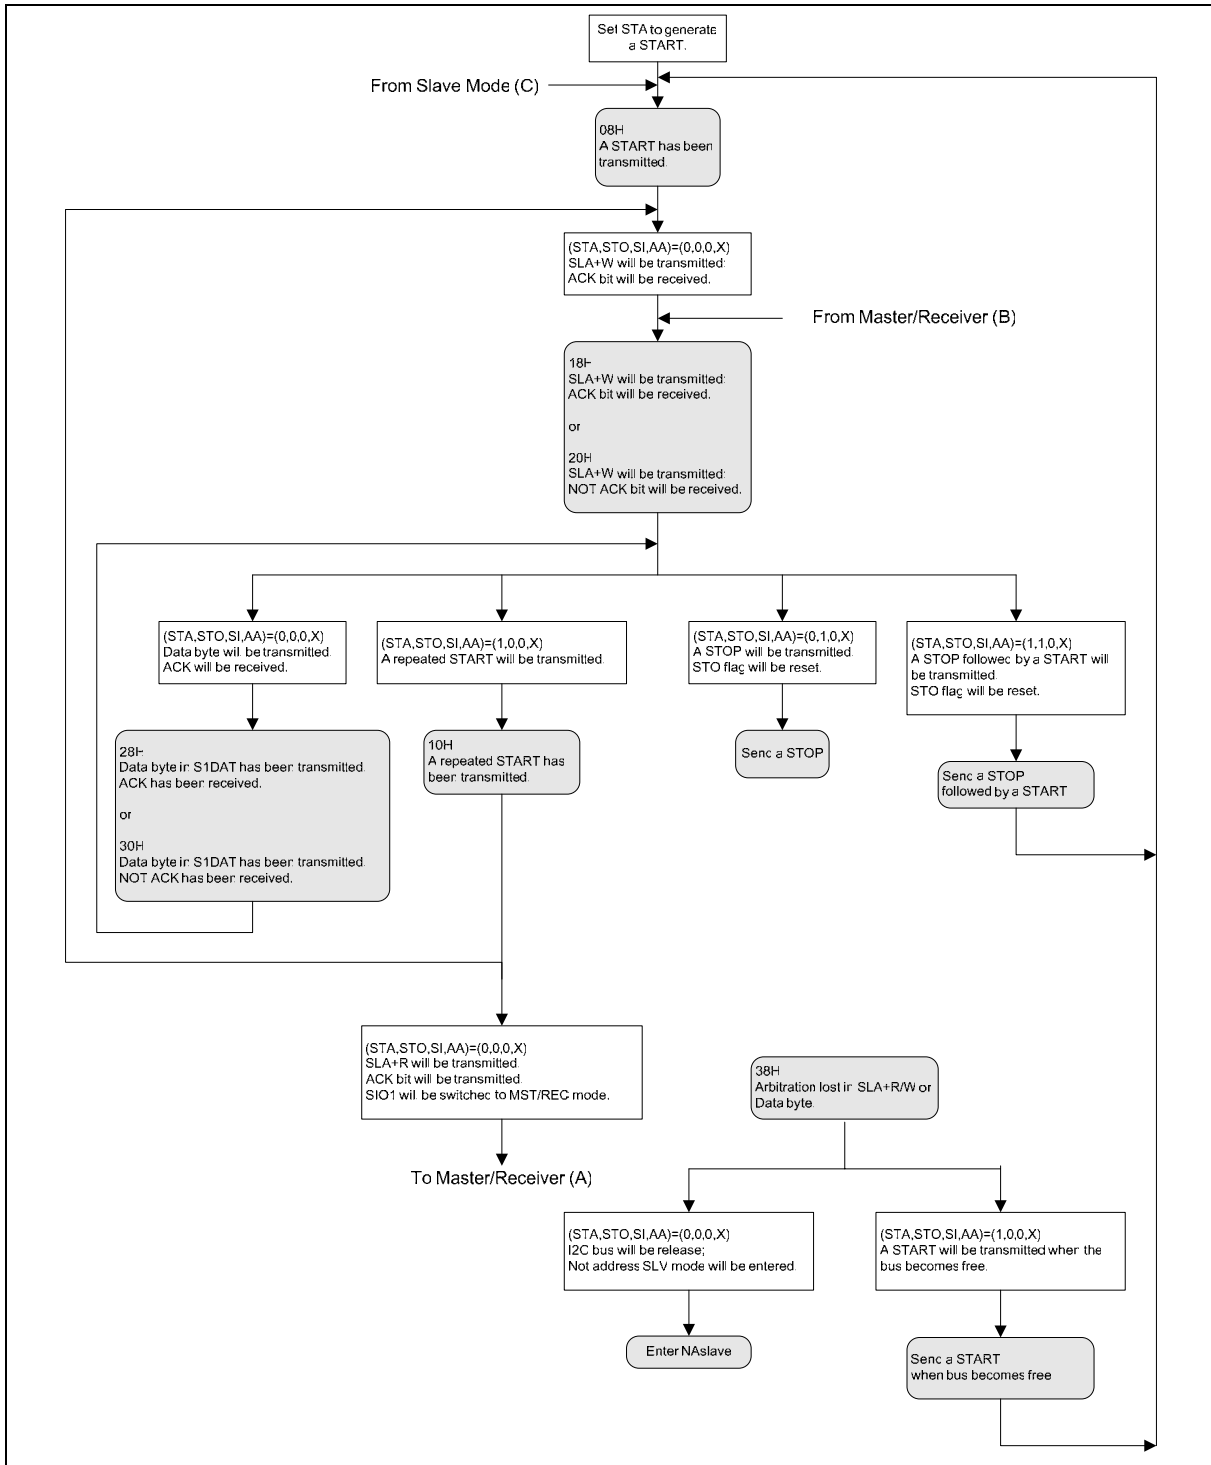 Set STA to generate
a START.
From Slave Mode (C)
08H
A START has been
transmitted.
(STA,STO,SI,AA)=(0,0,0,X)
SLA+W will be transmitted:
ACK bit will be received.
From Master/Receiver (B)
18H
SLA+W will be transmitted:
ACK bit will be received.
or
20H
SLA+W will be transmitted:
NOT ACK bit will be received.
(STA,STO,SI,AA)=(0,0,0,X)
Data byte will be transmitted.
ACK will be received.
(STA,STO,SI,AA)=(1,0,0,X)
A repeated START will be transmitted.
(STA,STO,SI,AA)=(0,1,0,X)
A STOP will be transmitted.
STO flag will be reset.
(STA,STO,SI,AA)=(1,1,0,X)
A STOP followed by a START will
be transmitted.
STO flag will be reset.
28H
Data byte in S1DAT has been transmitted.
ACK has been received.
or
30H
Data byte in S1DAT has been transmitted.
NOT ACK has been received.
10H
A repeated START has
been transmitted.
Send a STOP
Send a STOP
followed by a START
(STA,STO,SI,AA)=(0,0,0,X)
SLA+R will be transmitted.
ACK bit will be transmitted.
SIO1 will be switched to MST/REC mode.
To Master/Receiver (A)
38H
Arbitration lost in SLA+R/W or
Data byte.
(STA,STO,SI,AA)=(0,0,0,X)
I2C bus will be release;
Not address SLV mode will be entered.
(STA,STO,SI,AA)=(1,0,0,X)
A START will be transmitted when the
bus becomes free.
Enter NAslave
Send a START
when bus becomes free